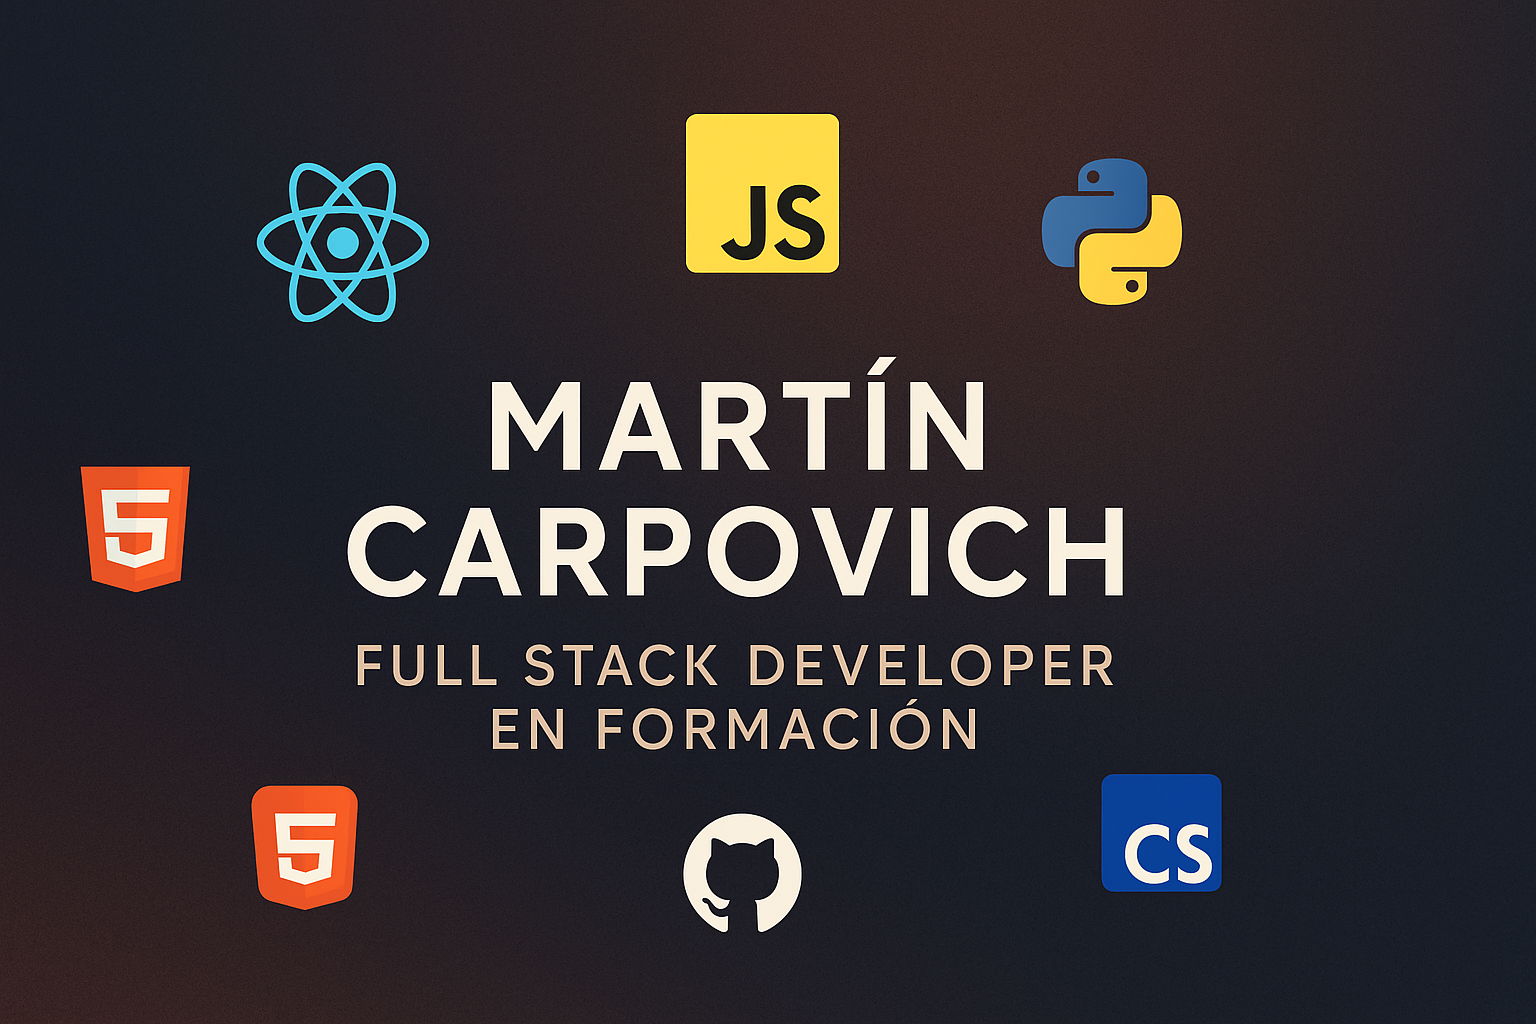 JS
MARTÍN
CARPOVICH
FULL STACK DEVELOPER
EN FORMACIÓN
5
5
CS